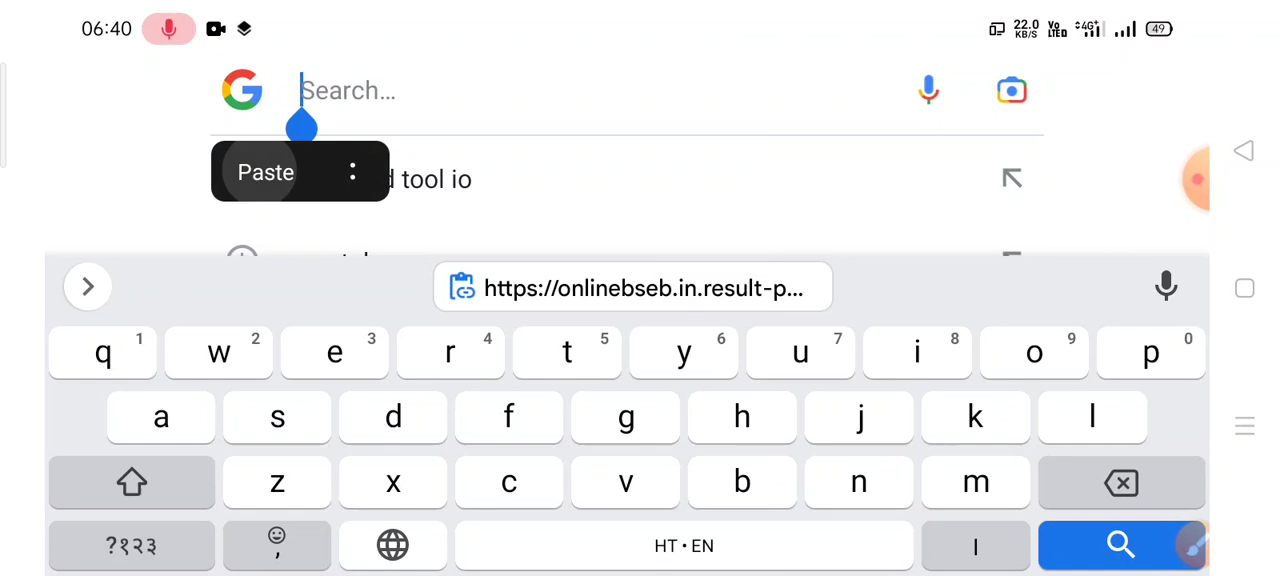 06:40 22.0 KB/S Vo LTED 4G+ 49
Search...
Paste tool io
https://onlinebseb.in.result-p...
q 1 w 2 e 3 r 4 t 5 y 6 u 7 i 8 o 9 p 0
a s d f g h j k l
z x c v b n m
?१२३ , HT • EN ।